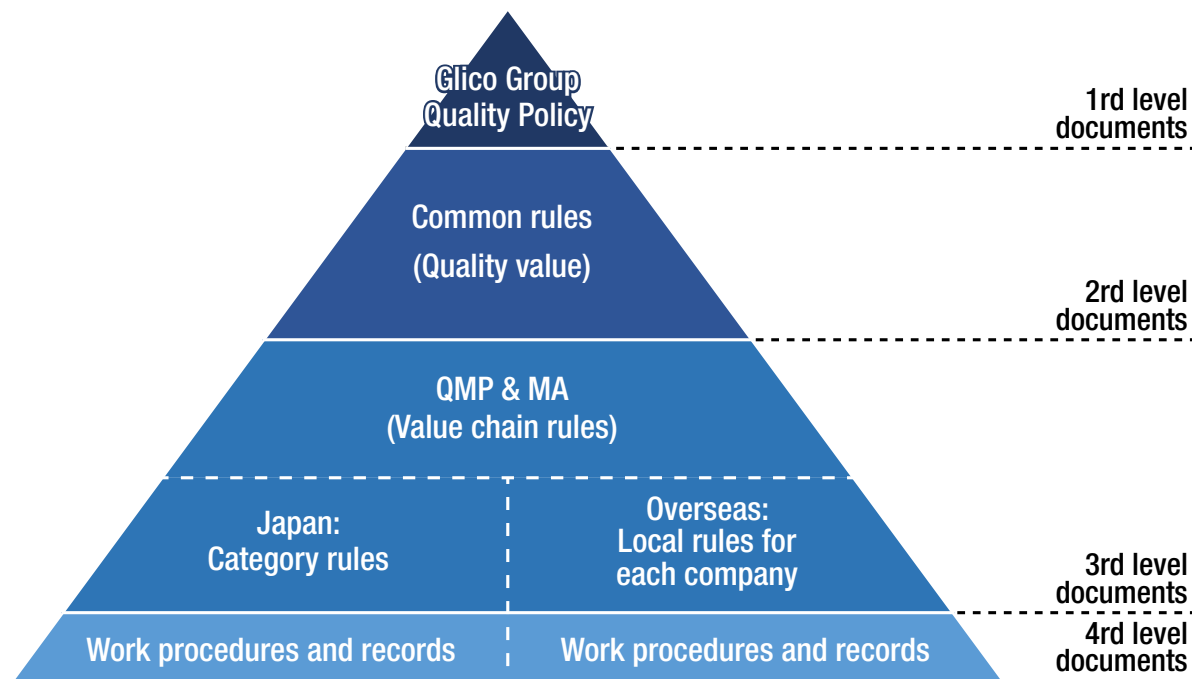 Glico Group
Quality Policy
1rd level
documents
Common rules
(Quality value)
2rd level
documents
QMP & MA
(Value chain rules)
Japan:
Category rules
Overseas:
Local rules for
each company
3rd level
documents
Work procedures and records
Work procedures and records
4rd level
documents